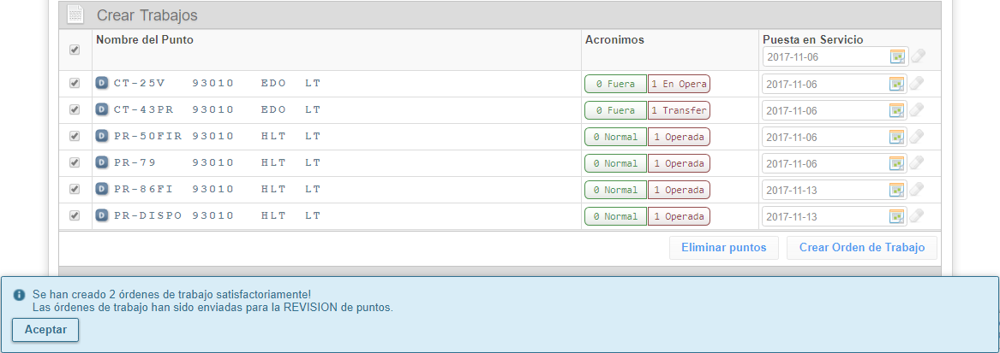 Crear Trabajos
Nombre del Punto Acronimos Puesta en Servicio
2017-11-06
D CT-25V 93010 EDO LT 0 Fuera 1 En Opera 2017-11-06
D CT-43PR 93010 EDO LT 0 Fuera 1 Transfer 2017-11-06
D PR-50FIR 93010 HLT LT 0 Normal 1 Operada 2017-11-06
D PR-79 93010 HLT LT 0 Normal 1 Operada 2017-11-06
D PR-86FI 93010 HLT LT 0 Normal 1 Operada 2017-11-13
D PR-DISPO 93010 HLT LT 0 Normal 1 Operada 2017-11-13
Eliminar puntos Crear Orden de Trabajo
Se han creado 2 órdenes de trabajo satisfactoriamente!
Las órdenes de trabajo han sido enviadas para la REVISION de puntos.
Aceptar